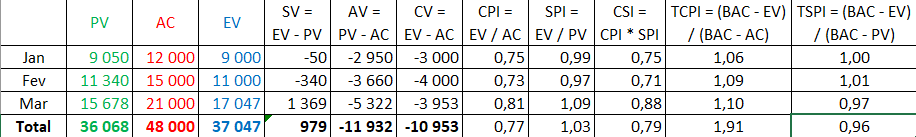 PV AC EV SV = EV - PV AV = PV - AC CV = EV - AC CPI = EV / AC SPI = EV / PV CSI = CPI * SPI TCPI = (BAC - EV) / (BAC - AC) TSPI = (BAC - EV) / (BAC - PV)
Jan 9 050 12 000 9 000 -50 -2 950 -3 000 0,75 0,99 0,75 1,06 1,00
Fev 11 340 15 000 11 000 -340 -3 660 -4 000 0,73 0,97 0,71 1,09 1,01
Mar 15 678 21 000 17 047 1 369 -5 322 -3 953 0,81 1,09 0,88 1,10 0,97
Total 36 068 48 000 37 047 979 -11 932 -10 953 0,77 1,03 0,79 1,91 0,96